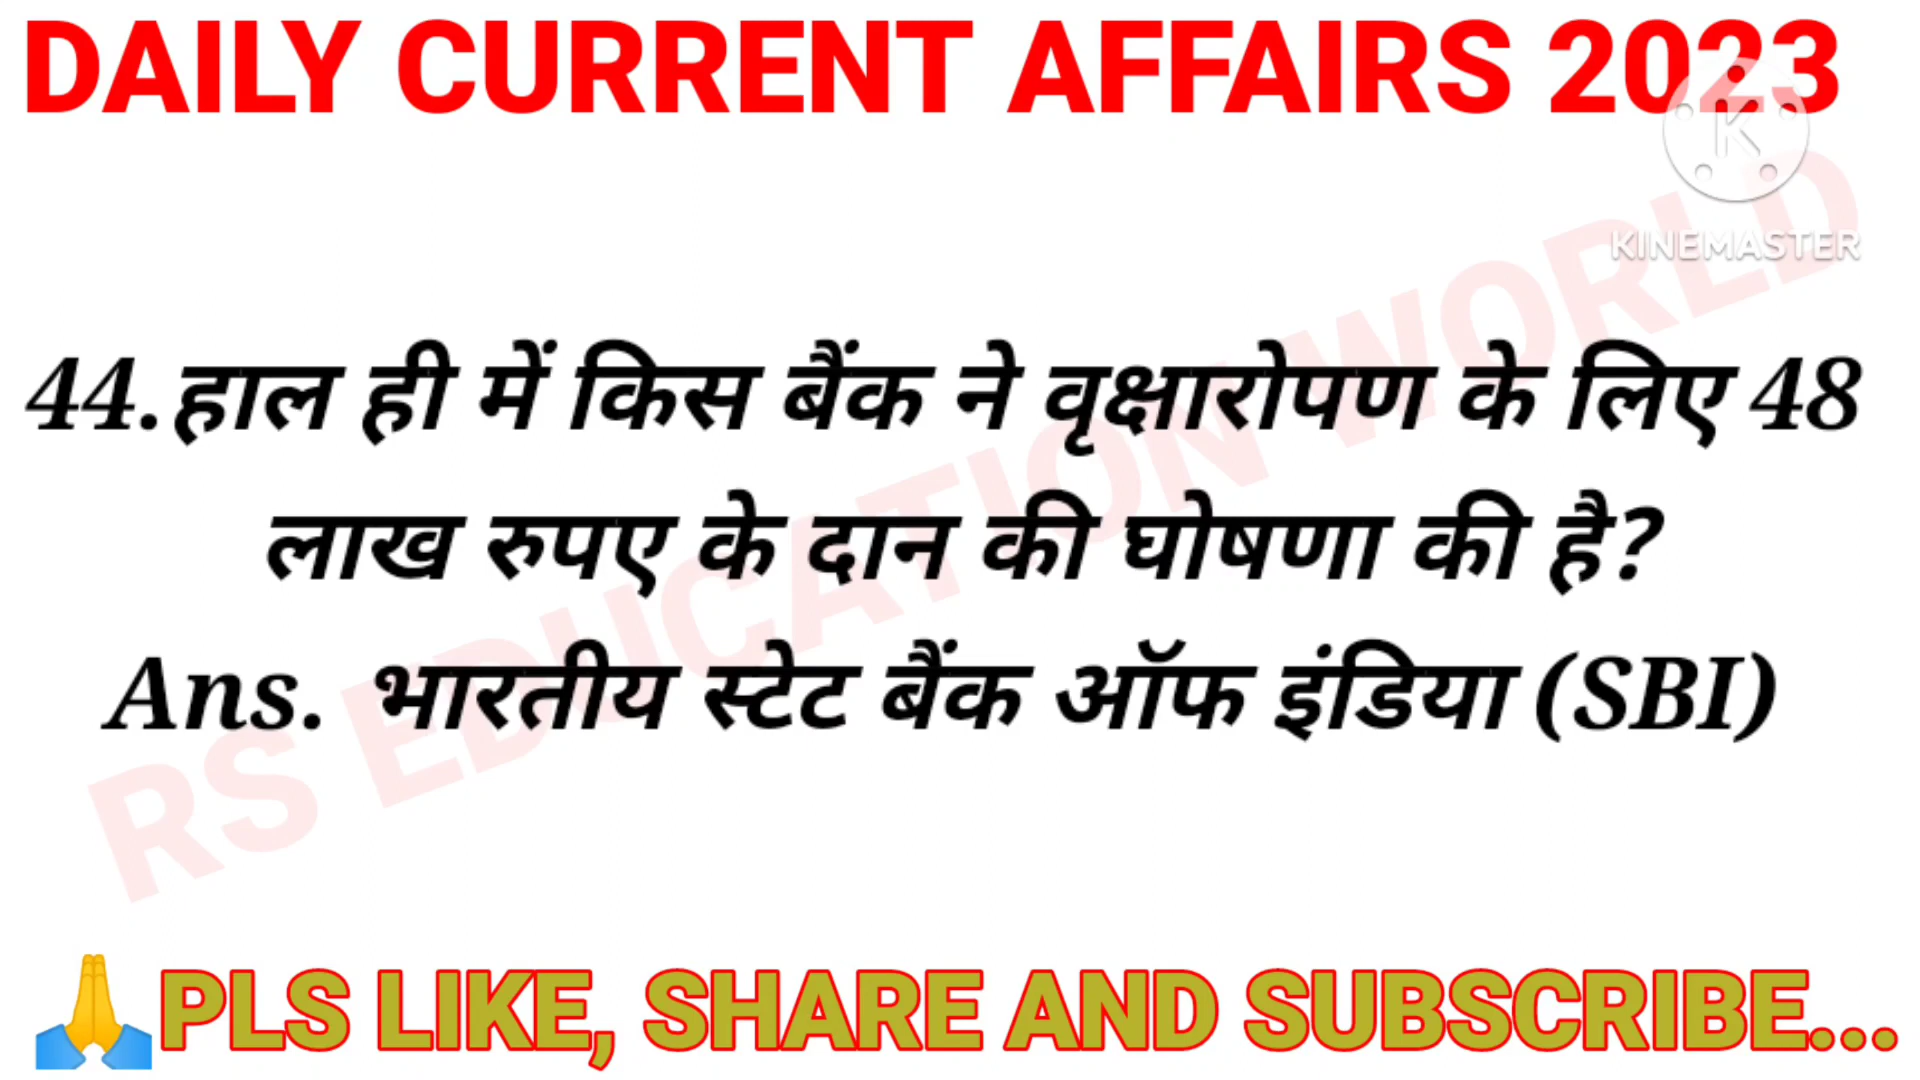 DAILY CURRENT AFFAIRS 2023
KINEMASTER
44.हाल ही में किस बैंक ने वृक्षारोपण के लिए 48
लाख रुपए के दान की घोषणा की है?
Ans. भारतीय स्टेट बैंक ऑफ इंडिया (SBI)
RS EDUCATION WORLD
🙏PLS LIKE, SHARE AND SUBSCRIBE...